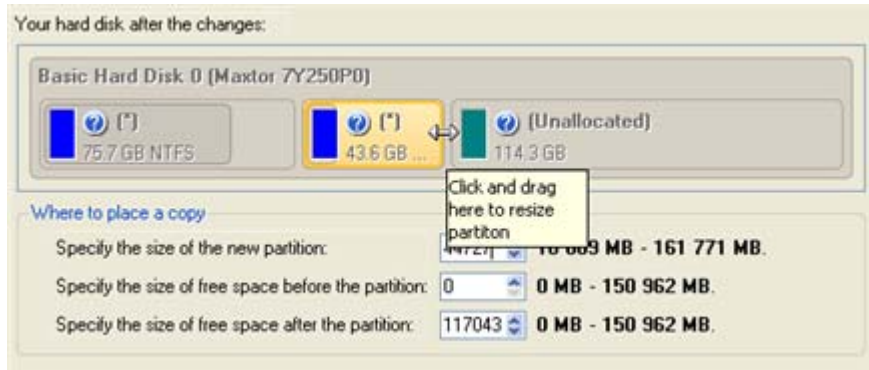 Your hard disk after the changes:
Basic Hard Disk 0 (Maxtor 7Y250P0)
(*)
75.7 GB NTFS
(*)
43.6 GB ...
(Unallocated)
114.3 GB
Click and drag
here to resize
partiton
Where to place a copy
Specify the size of the new partition: MB - 161 771 MB.
Specify the size of free space before the partition: 0 0 MB - 150 962 MB.
Specify the size of free space after the partition: 117043 0 MB - 150 962 MB.